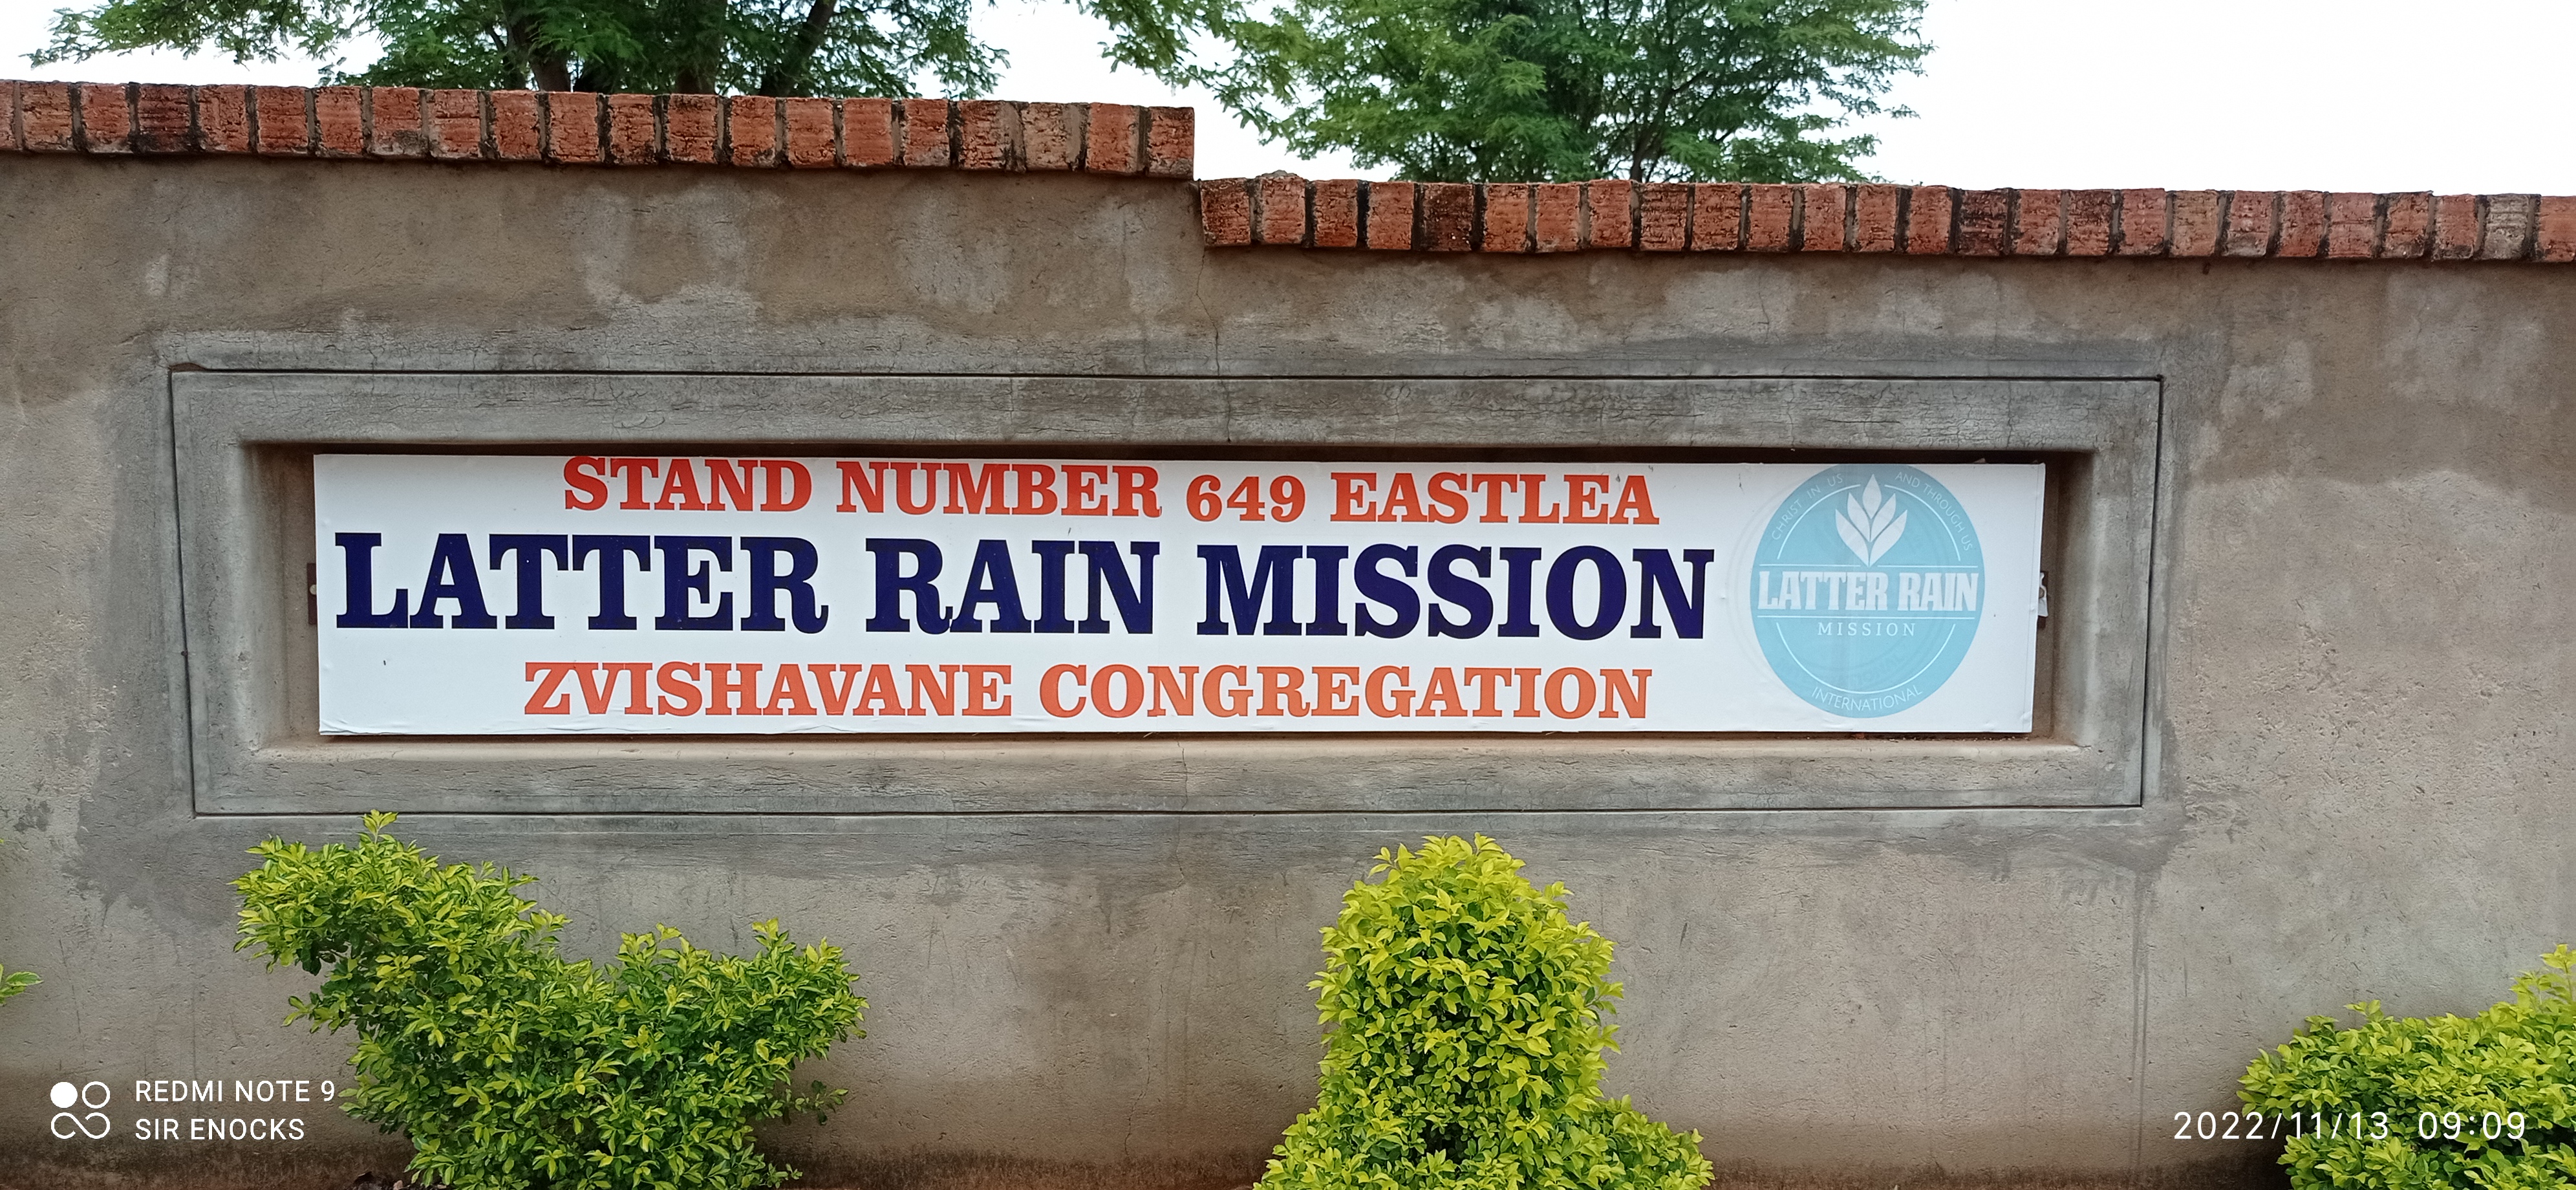 STAND NUMBER 649 EASTLEA
LATTER RAIN MISSION
ZVISHAVANE CONGREGATION
CHRIST IN US AND THROUGH US
LATTER RAIN
MISSION
INTERNATIONAL
REDMI NOTE 9
SIR ENOCKS
2022/11/13 09:09